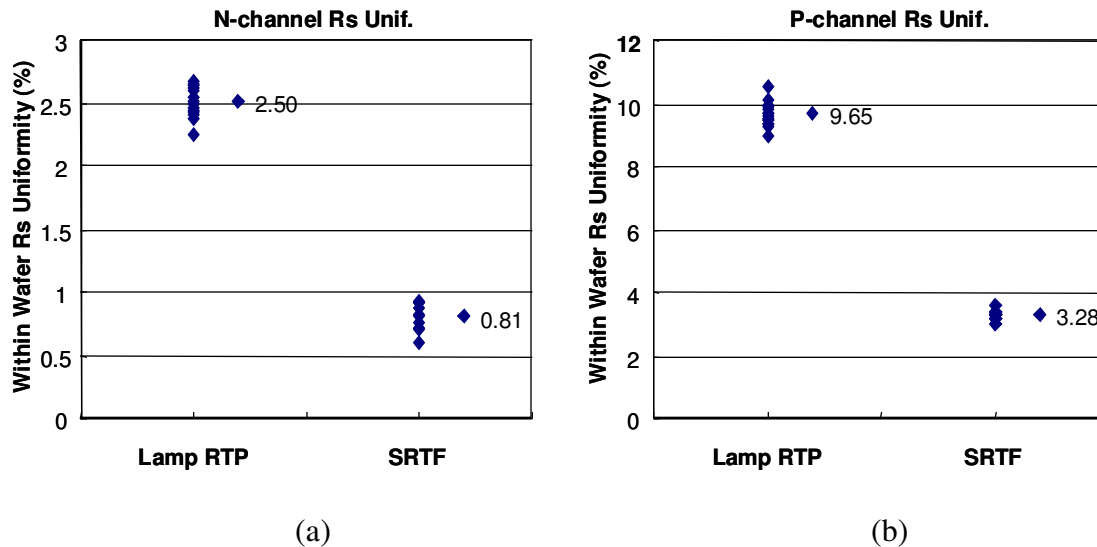 N-channel Rs Unif.
Within Wafer Rs Uniformity (%)
3
2.5
2
1.5
1
0.5
0
2.50
0.81
Lamp RTP SRTF
(a)
P-channel Rs Unif.
Within Wafer Rs Uniformity (%)
12
10
8
6
4
2
0
9.65
3.28
Lamp RTP SRTF
(b)